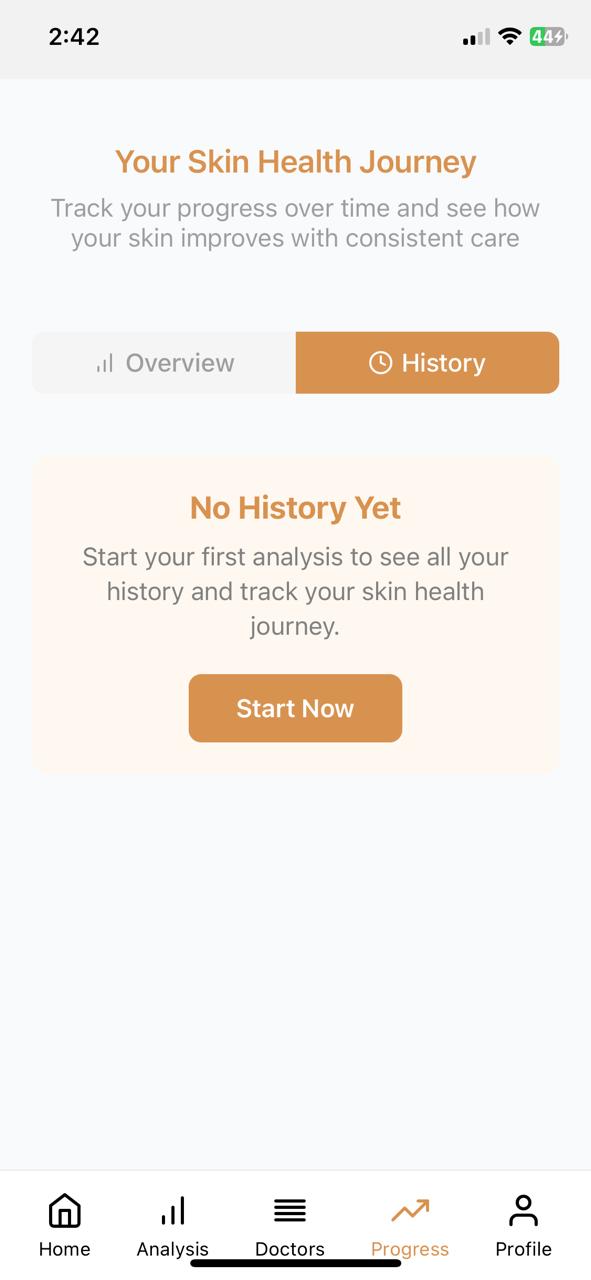 2:42
44
Your Skin Health Journey
Track your progress over time and see how
your skin improves with consistent care
Overview
History
No History Yet
Start your first analysis to see all your
history and track your skin health
journey.
Start Now
Home
Analysis
Doctors
Progress
Profile